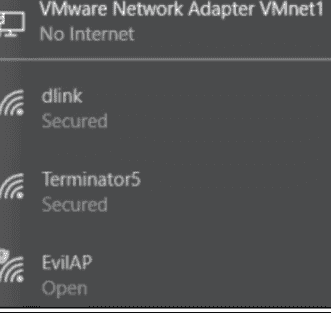 VMware Network Adapter VMnet1
No Internet
dlink
Secured
Terminator5
Secured
EvilAP
Open